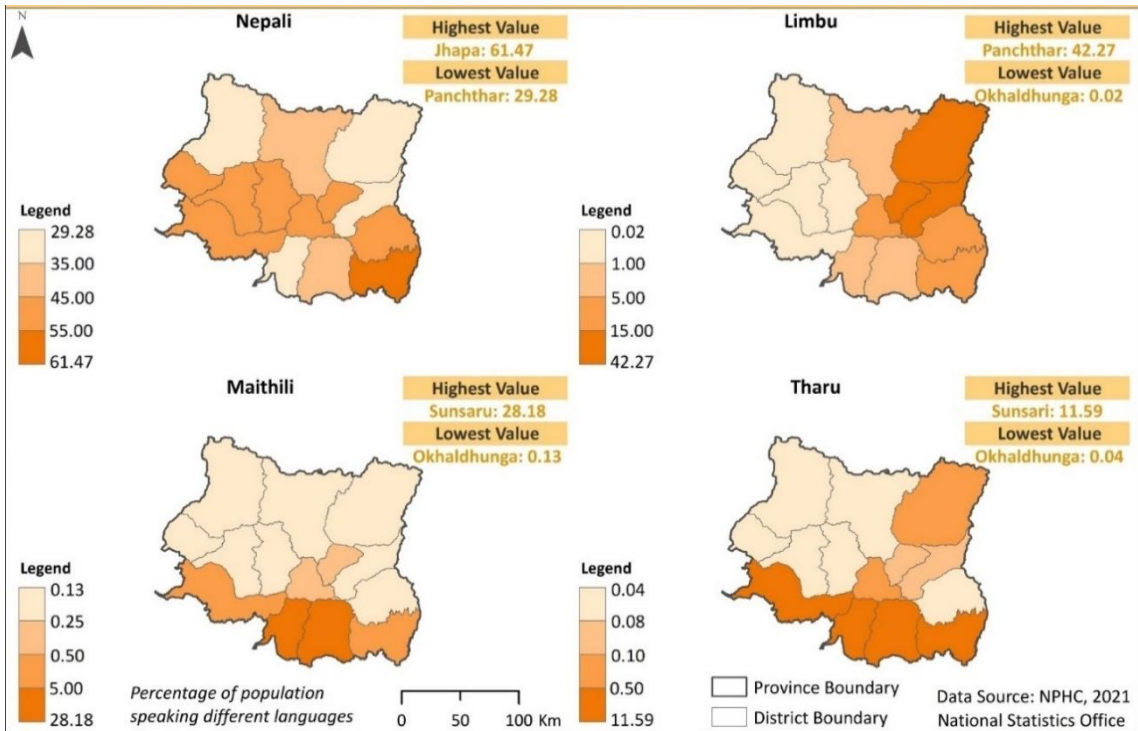 N
Nepali
Highest Value
Jhapa: 61.47
Lowest Value
Panchthar: 29.28
Legend
29.28
35.00
45.00
55.00
61.47
Limbu
Highest Value
Panchthar: 42.27
Lowest Value
Okhaldhunga: 0.02
Legend
0.02
1.00
5.00
15.00
42.27
Maithili
Highest Value
Sunsaru: 28.18
Lowest Value
Okhaldhunga: 0.13
Legend
0.13
0.25
0.50
5.00
28.18
Percentage of population
speaking different languages
0 50 100 Km
Tharu
Highest Value
Sunsari: 11.59
Lowest Value
Okhaldhunga: 0.04
Legend
0.04
0.08
0.10
0.50
11.59
Province Boundary
District Boundary
Data Source: NPHC, 2021
National Statistics Office